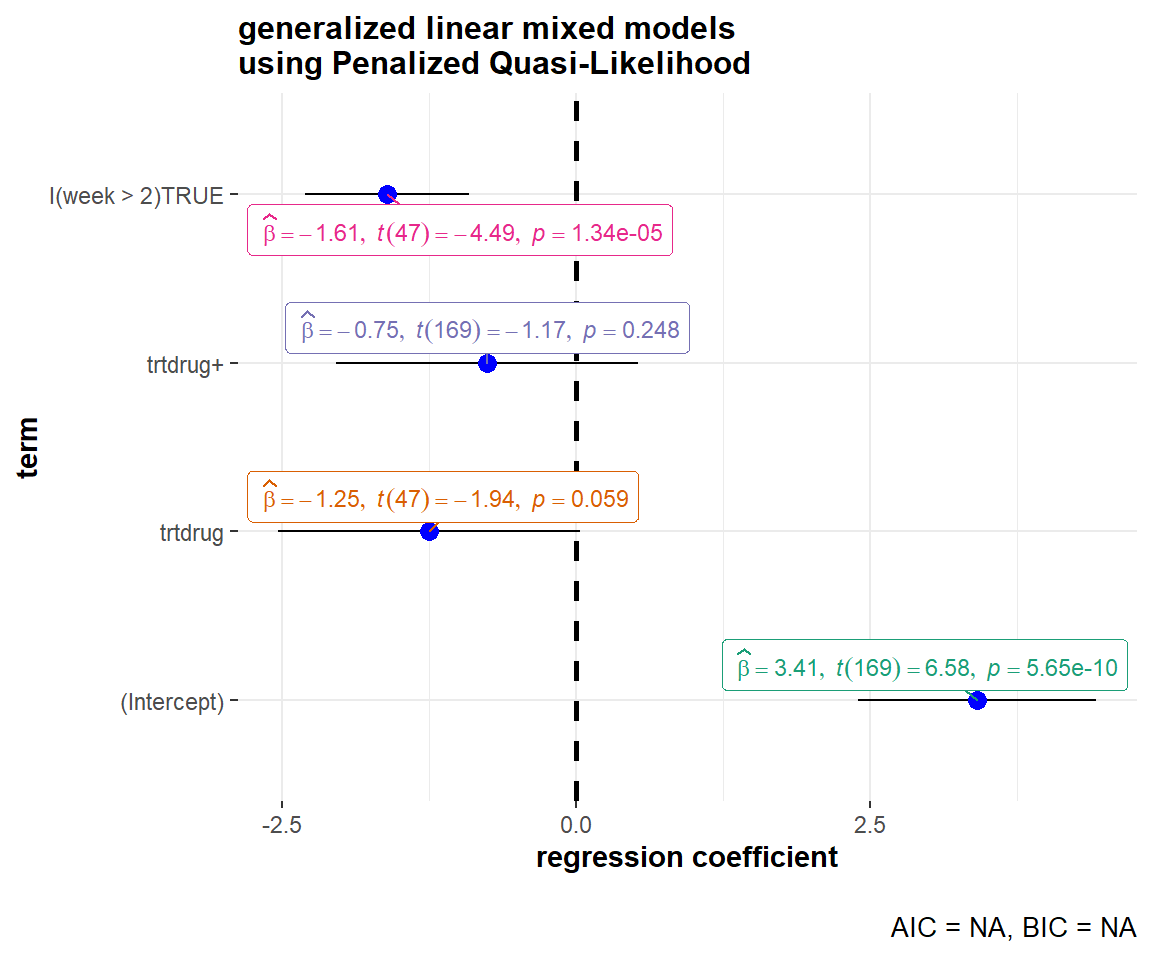 generalized linear mixed models
using Penalized Quasi-Likelihood
I(week > 2)TRUE
β̂ = −1.61, t(47) = −4.49, p = 1.34e-05
β̂ = −0.75, t(169) = −1.17, p = 0.248
trtdrug+
term
β̂ = −1.25, t(47) = −1.94, p = 0.059
trtdrug
β̂ = 3.41, t(169) = 6.58, p = 5.65e-10
(Intercept)
-2.5 0.0 2.5
regression coefficient
AIC = NA, BIC = NA